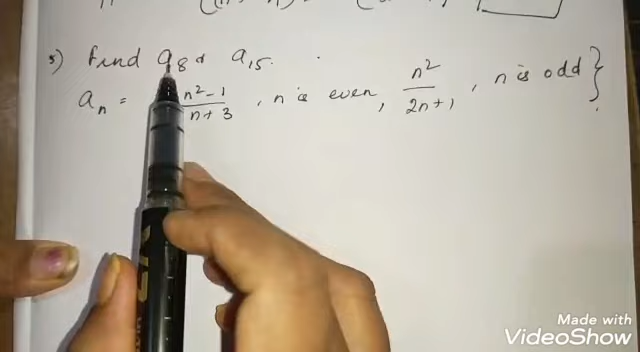 5) Find a₈ & a₁₅.
aₙ = n²-1/n+3 , n is even, n²/2n+1 , n is odd }
Made with
VideoShow